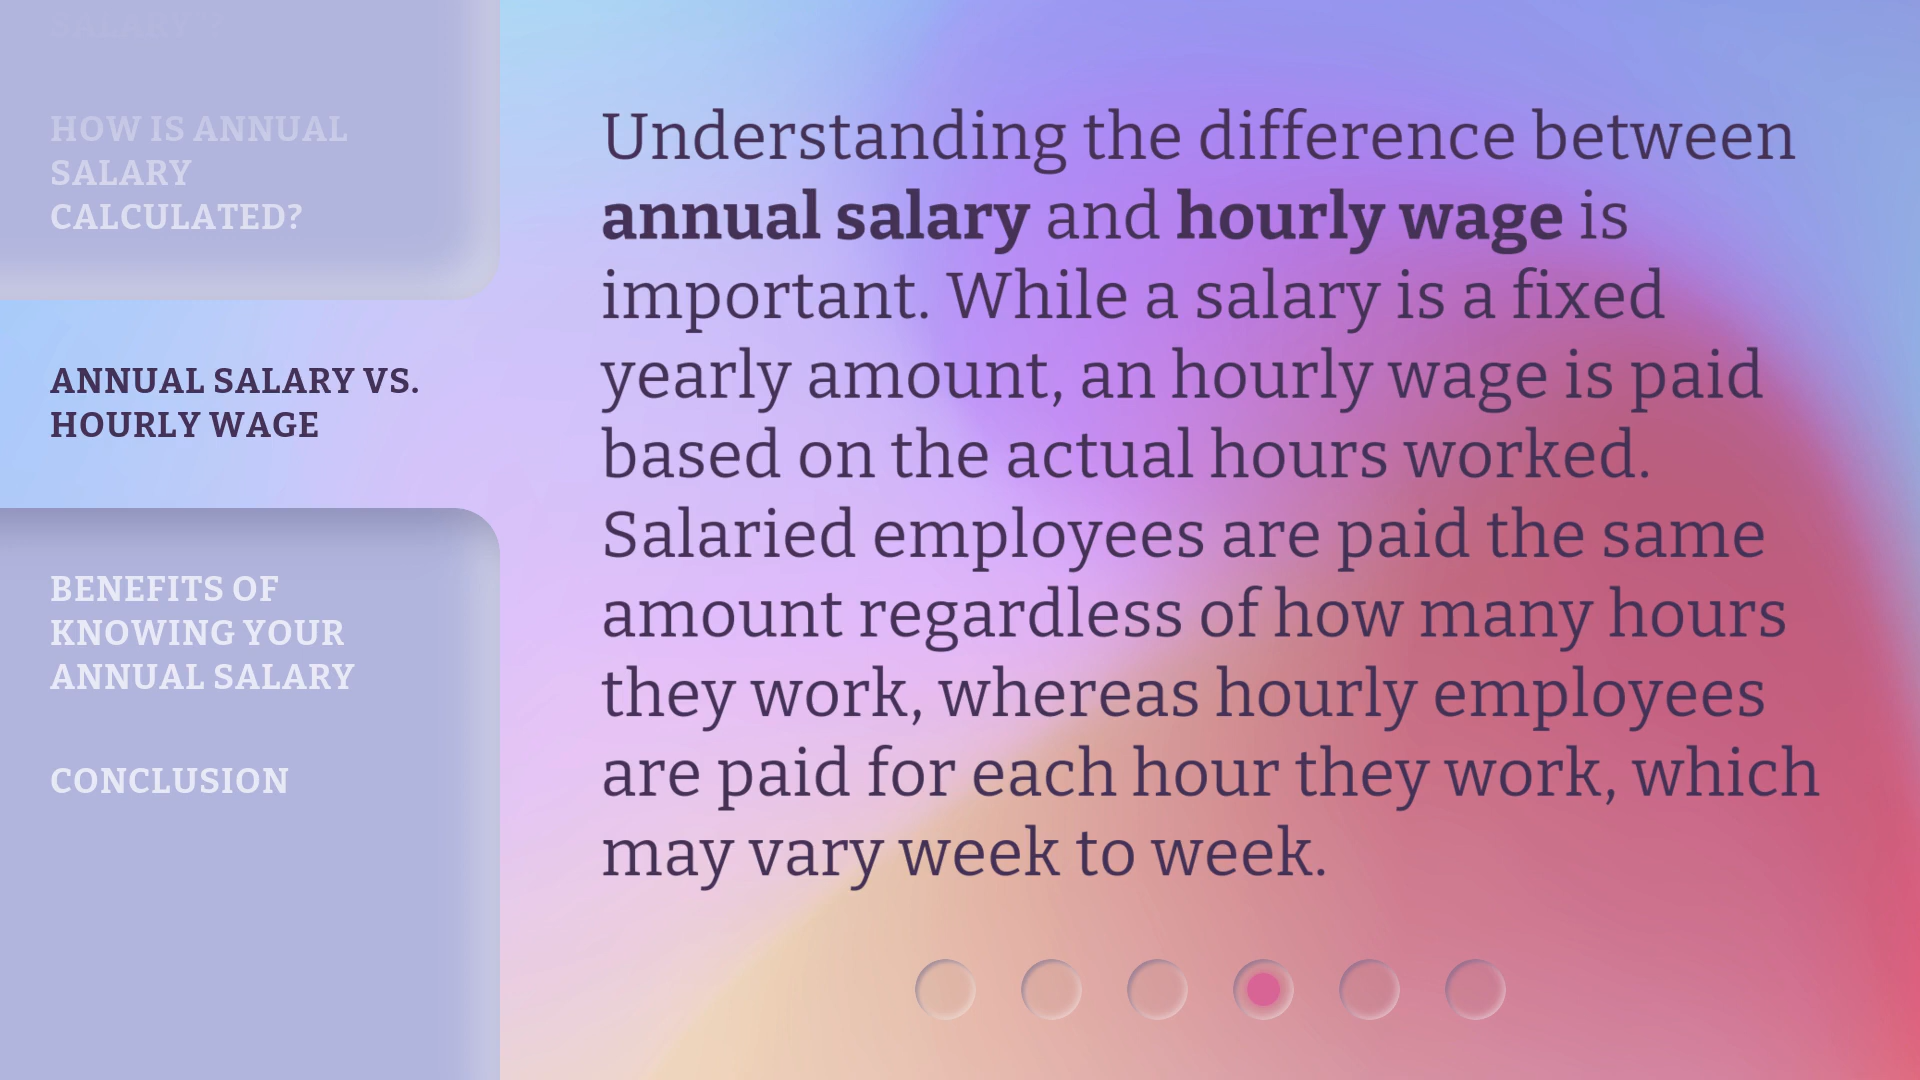 SALARY"?
HOW IS ANNUAL
SALARY
CALCULATED?
ANNUAL SALARY VS.
HOURLY WAGE
BENEFITS OF
KNOWING YOUR
ANNUAL SALARY
CONCLUSION
Understanding the difference between
annual salary and hourly wage is
important. While a salary is a fixed
yearly amount, an hourly wage is paid
based on the actual hours worked.
Salaried employees are paid the same
amount regardless of how many hours
they work, whereas hourly employees
are paid for each hour they work, which
may vary week to week.